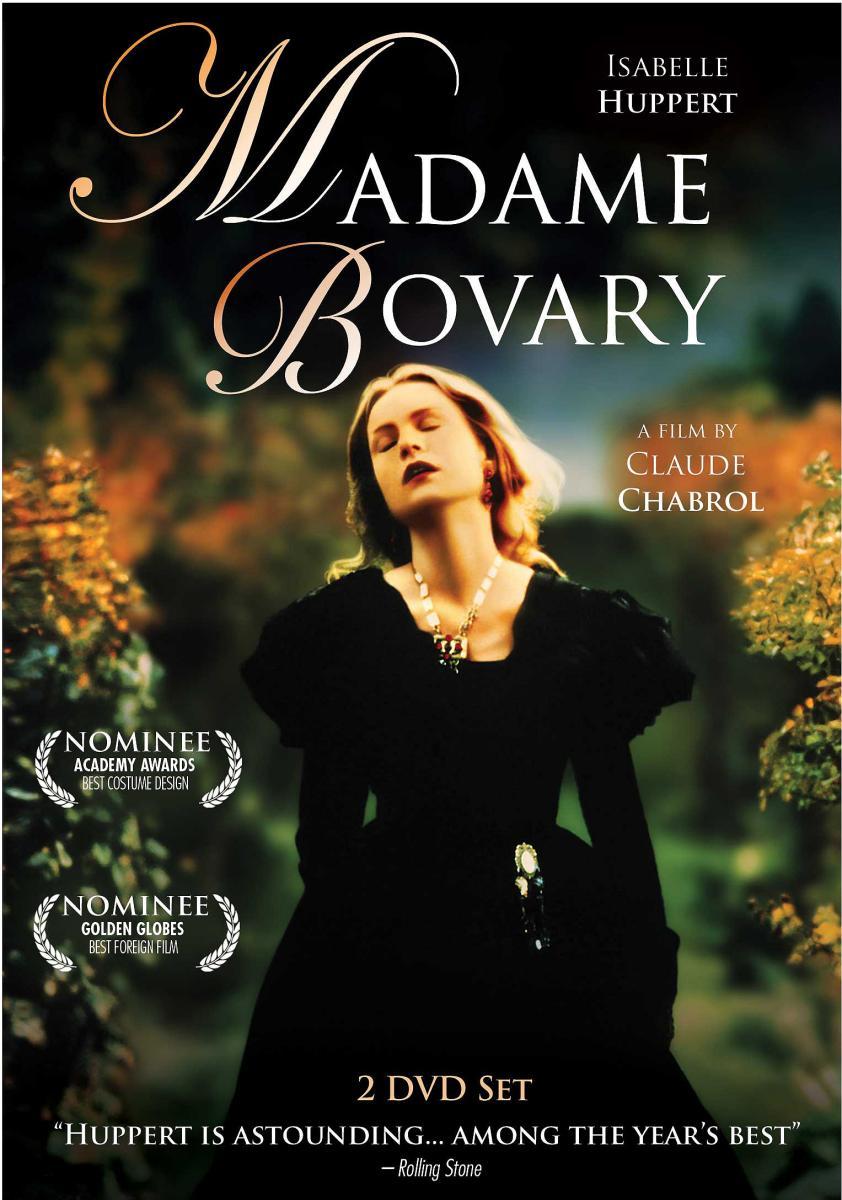 ISABELLE
HUPPERT
MADAME
BOVARY
A FILM BY
CLAUDE
CHABROL
NOMINEE
ACADEMY AWARDS
BEST COSTUME DESIGN
NOMINEE
GOLDEN GLOBES
BEST FOREIGN FILM
2 DVD SET
“HUPPERT IS ASTOUNDING... AMONG THE YEAR’S BEST”
– Rolling Stone